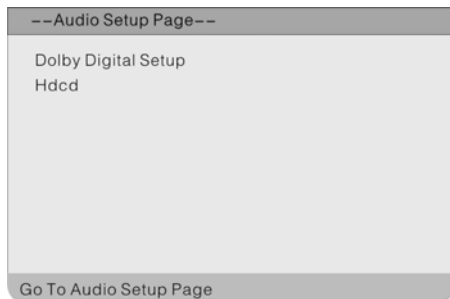 --Audio Setup Page--
Dolby Digital Setup
Hdcd
Go To Audio Setup Page